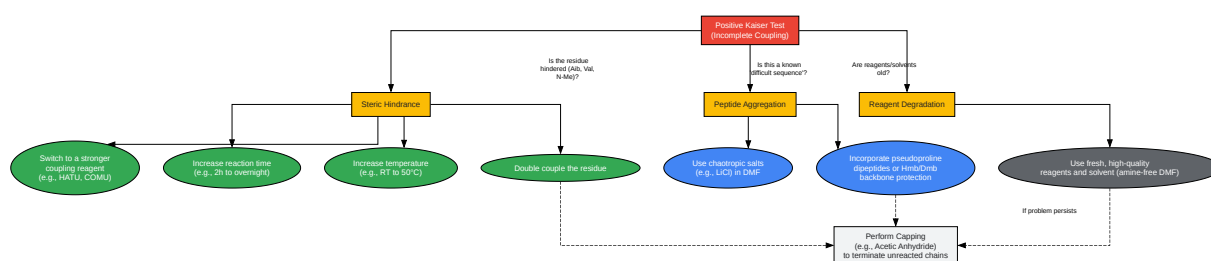 Positive Kaiser Test
(Incomplete Coupling)
Is the residue
hindered (Aib, Val,
N-Me)?
Is this a known
'difficult sequence'?
Are reagents/solvents
old?
Steric Hindrance
Peptide Aggregation
Reagent Degradation
Switch to a stronger
coupling reagent
(e.g., HATU, COMU)
Increase reaction time
(e.g., 2h to overnight)
Increase temperature
(e.g., RT to 50°C)
Double couple the residue
Use chaotropic salts
(e.g., LiCl) in DMF
Incorporate pseudoproline
dipeptides or Hmb/Dmb
backbone protection
Use fresh, high-quality
reagents and solvent (amine-free DMF)
If problem persists
Perform Capping
(e.g., Acetic Anhydride)
to terminate unreacted chains